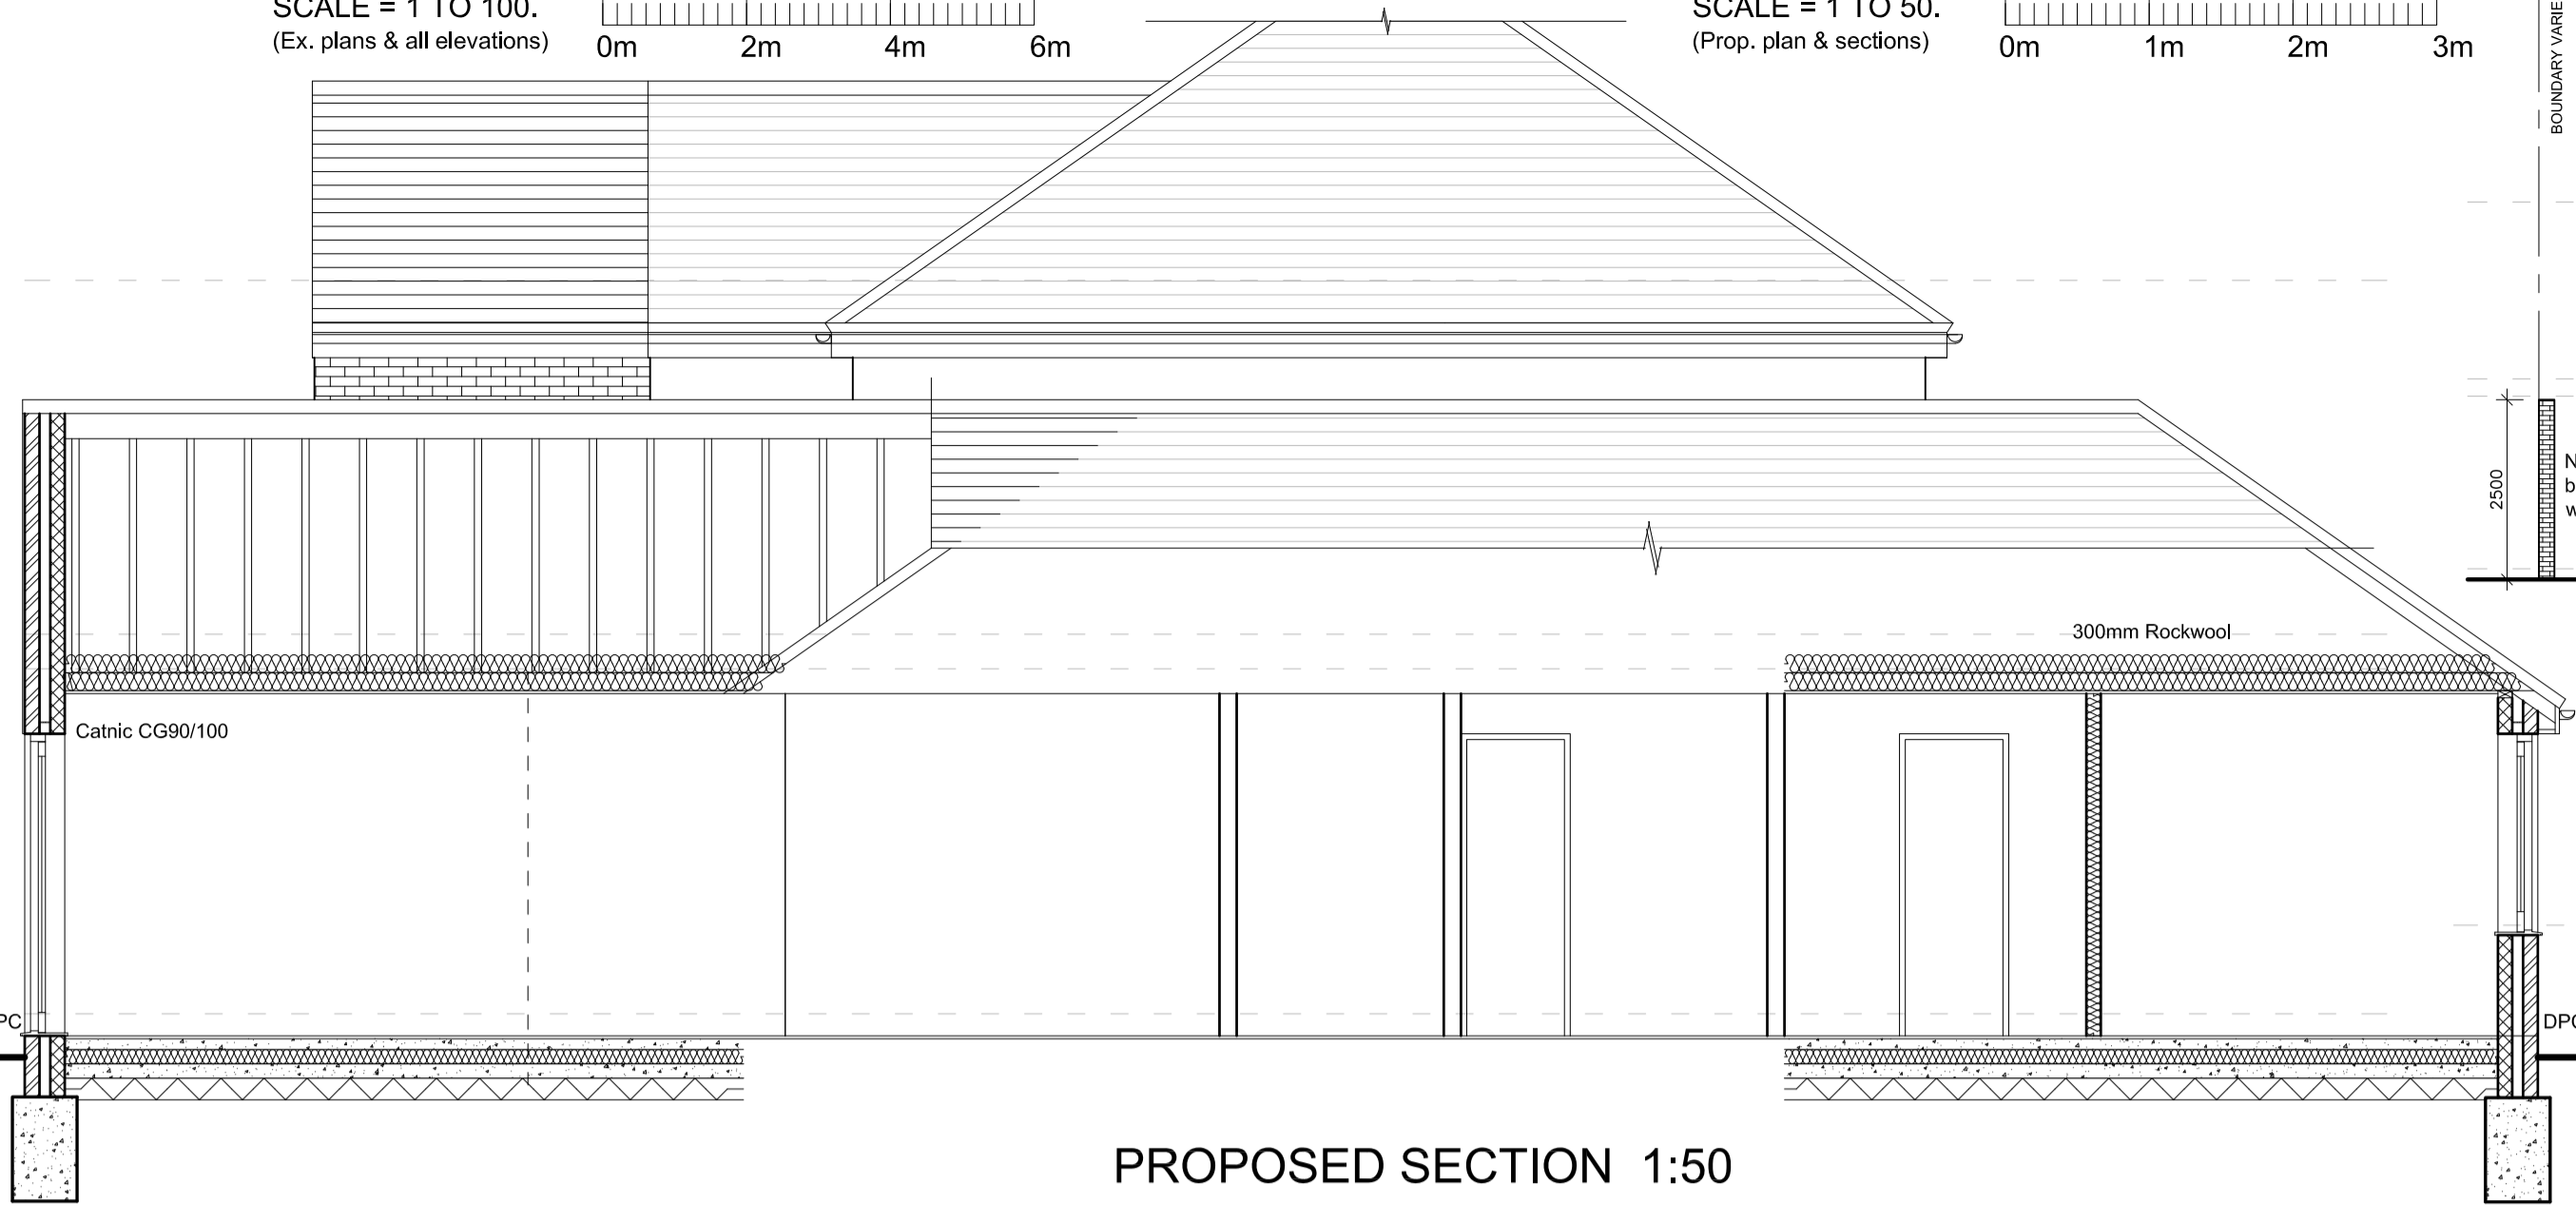 SCALE = 1 TO 100.
(Ex. plans & all elevations)
0m 2m 4m 6m
SCALE = 1 TO 50.
(Prop. plan & sections)
0m 1m 2m 3m
BOUNDARY VARIE
2500
N
b
w
300mm Rockwool
Catnic CG90/100
PC
DPC
PROPOSED SECTION 1:50